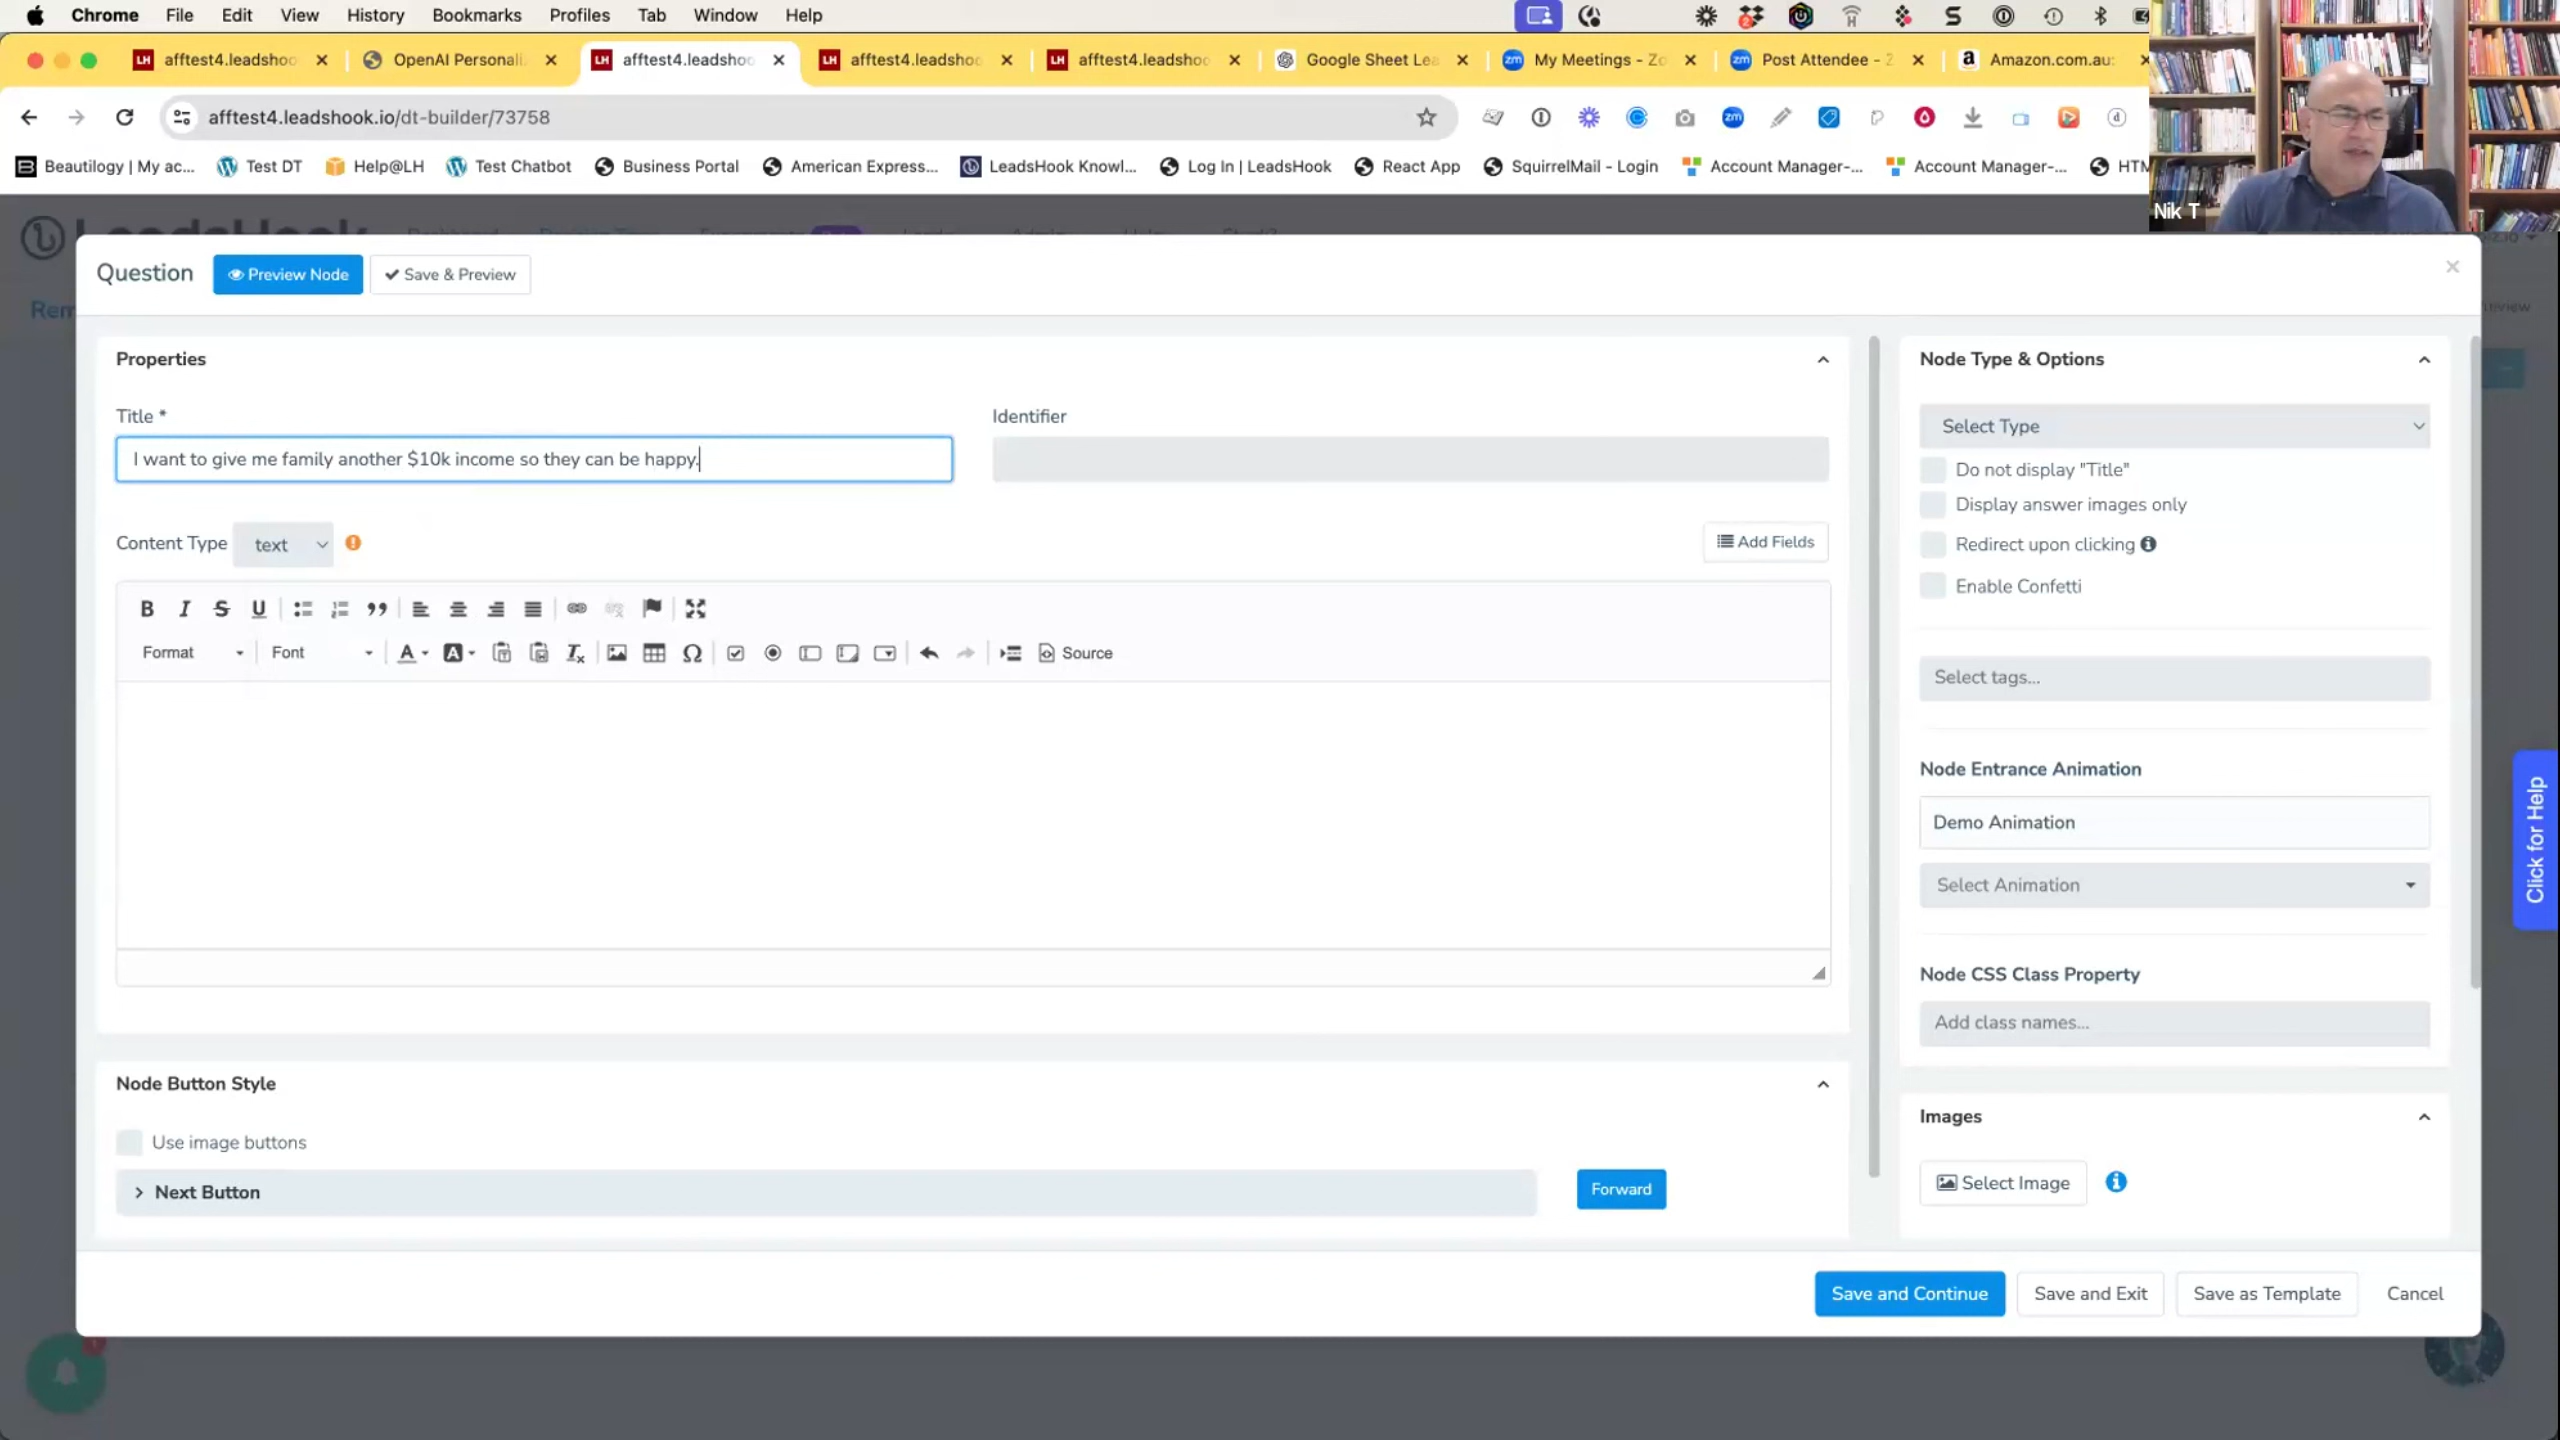 Chrome File Edit View History Bookmarks Profiles Tab Window Help
afftest4.leadshoo OpenAI Personali afftest4.leadshoo afftest4.leadshoo afftest4.leadshoo Google Sheet Lea My Meetings - Zo Post Attendee - Z Amazon.com.au:
afftest4.leadshook.io/dt-builder/73758
Beautilogy | My ac... Test DT Help@LH Test Chatbot Business Portal American Express... LeadsHook Knowl... Log In | LeadsHook React App SquirrelMail - Login Account Manager-... Account Manager-... HTM
Nik T
Question Preview Node Save & Preview
Rem
Properties
Title * Identifier
I want to give me family another $10k income so they can be happy.
Content Type text Add Fields
Format Font Source
Node Button Style
Use image buttons
Next Button Forward
Node Type & Options
Select Type
Do not display "Title"
Display answer images only
Redirect upon clicking
Enable Confetti
Select tags...
Node Entrance Animation
Demo Animation
Select Animation
Node CSS Class Property
Add class names...
Images
Select Image
Click for Help
Save and Continue Save and Exit Save as Template Cancel